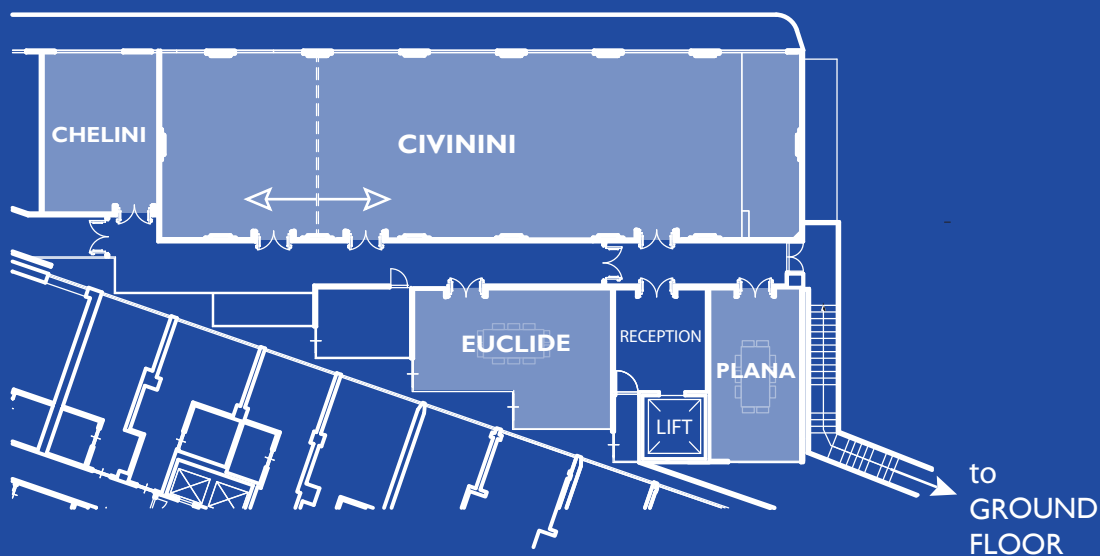 CHELINI
CIVININI
EUCLIDE
RECEPTION
PLANA
LIFT
to
GROUND
FLOOR